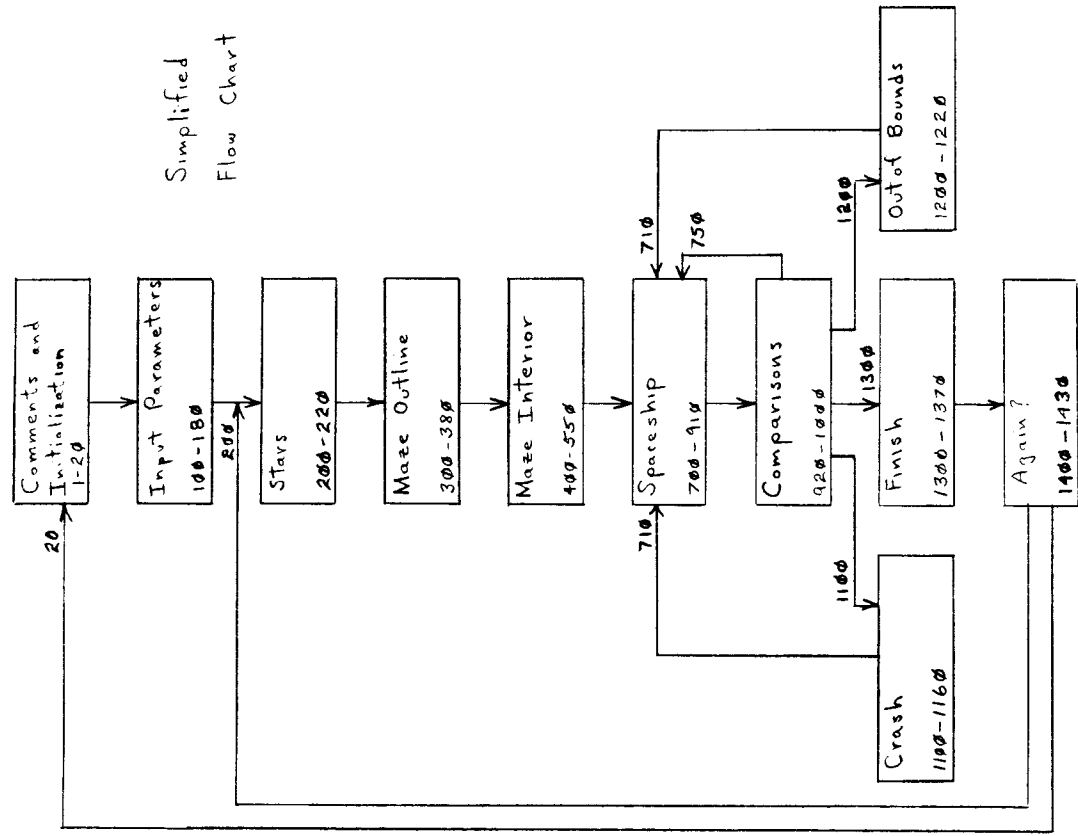 Simplified
Flow Chart
Comments and
Initialization
1-20
20
Input Parameters
100-180
200
Stars
200-220
Maze Outline
300-380
Maze Interior
400-550
710
Spaceship
700-910
710
750
Comparisons
920-1000
1100
1300
1200
Crash
1100-1160
Finish
1300-1370
Out of Bounds
1200-1220
Again?
1400-1430